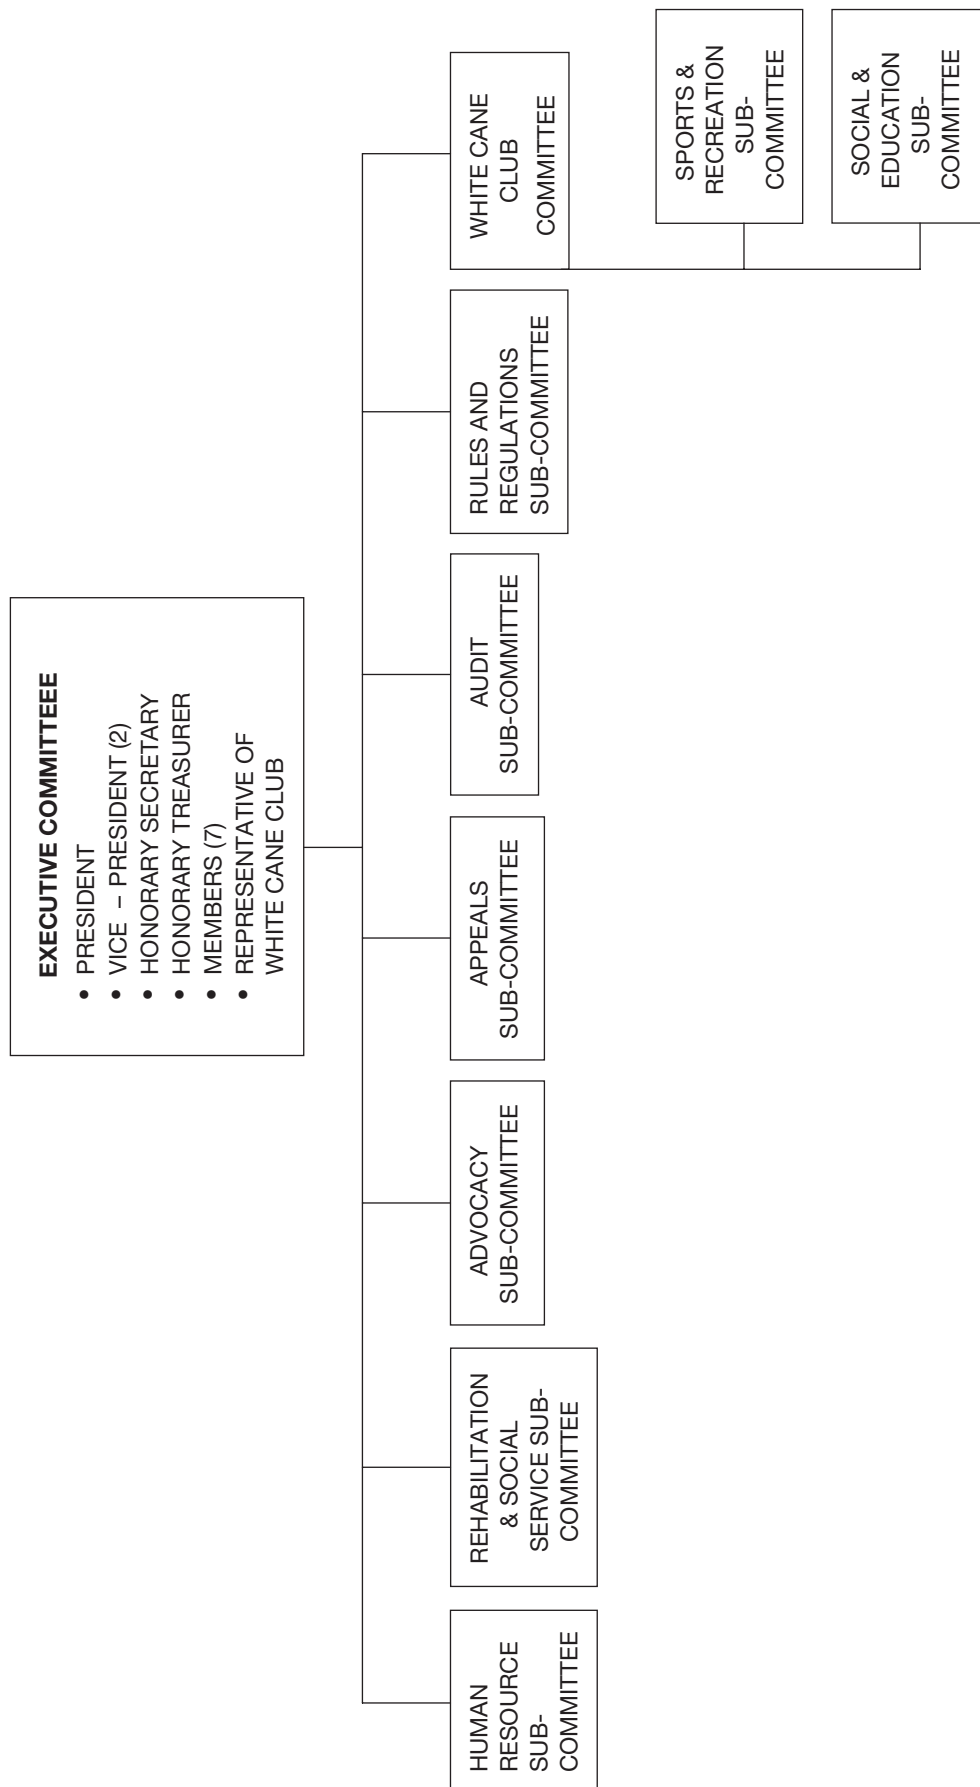 EXECUTIVE COMMITTEEE
• PRESIDENT
• VICE – PRESIDENT (2)
• HONORARY SECRETARY
• HONORARY TREASURER
• MEMBERS (7)
• REPRESENTATIVE OF
WHITE CANE CLUB
HUMAN
RESOURCE
SUB-
COMMITTEE
REHABILITATION
& SOCIAL
SERVICE SUB-
COMMITTEE
ADVOCACY
SUB-COMMITTEE
APPEALS
SUB-COMMITTEE
AUDIT
SUB-COMMITTEE
RULES AND
REGULATIONS
SUB-COMMITTEE
WHITE CANE
CLUB
COMMITTEE
SPORTS &
RECREATION
SUB-
COMMITTEE
SOCIAL &
EDUCATION
SUB-
COMMITTEE